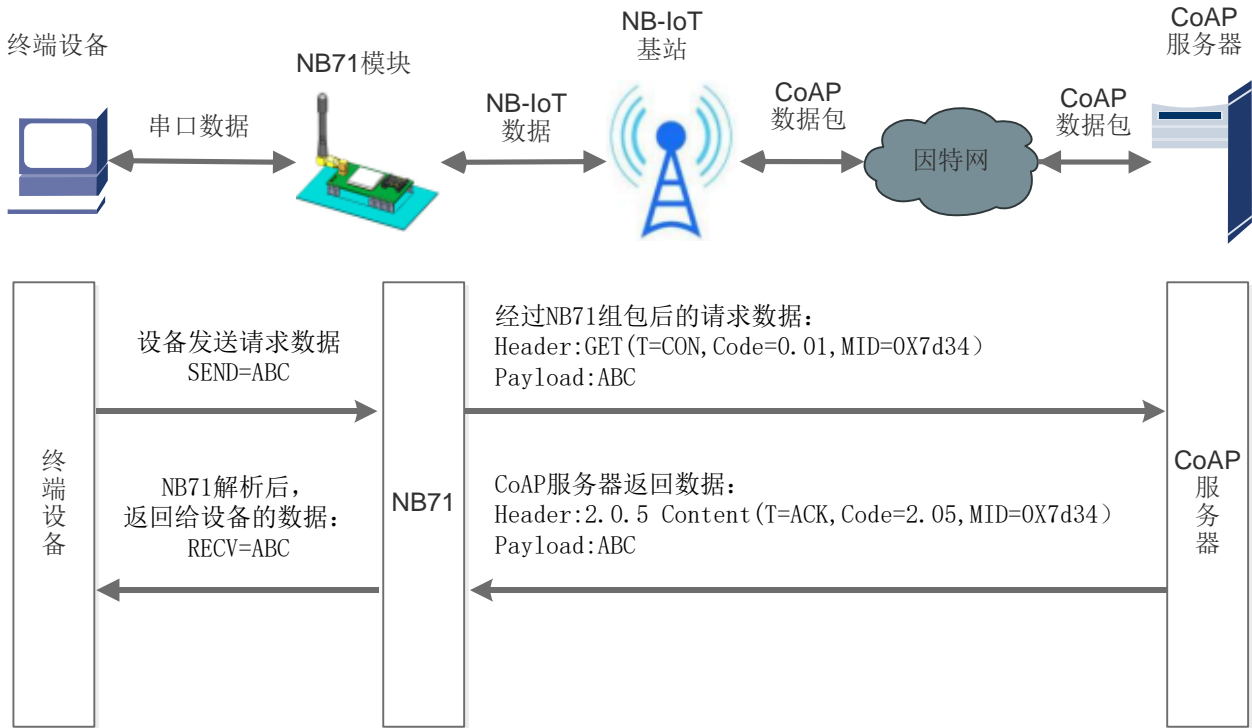 终端设备
NB71模块
NB-IoT
基站
CoAP
服务器
串口数据
NB-IoT
数据
CoAP
数据包
因特网
CoAP
数据包
设备发送请求数据
SEND=ABC
经过NB71组包后的请求数据：
Header:GET(T=CON,Code=0.01,MID=0X7d34）
Payload:ABC
终端设备
NB71解析后，
返回给设备的数据：
RECV=ABC
NB71
CoAP服务器返回数据：
Header:2.0.5 Content(T=ACK,Code=2.05,MID=0X7d34）
Payload:ABC
CoAP
服务器